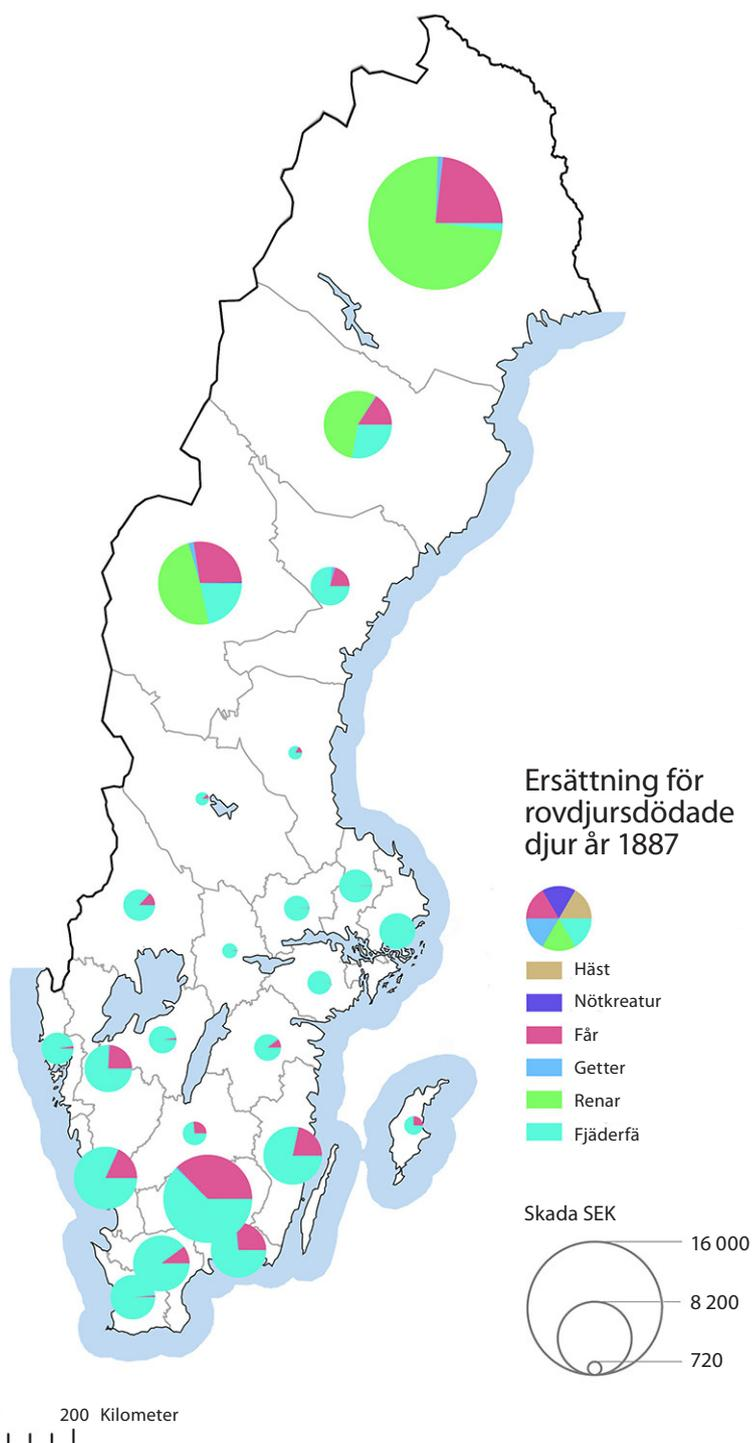 Ersättning för
rovdjursdödade
djur år 1887
Häst
Nötkreatur
Får
Getter
Renar
Fjäderfä
Skada SEK
16 000
8 200
720
200 Kilometer